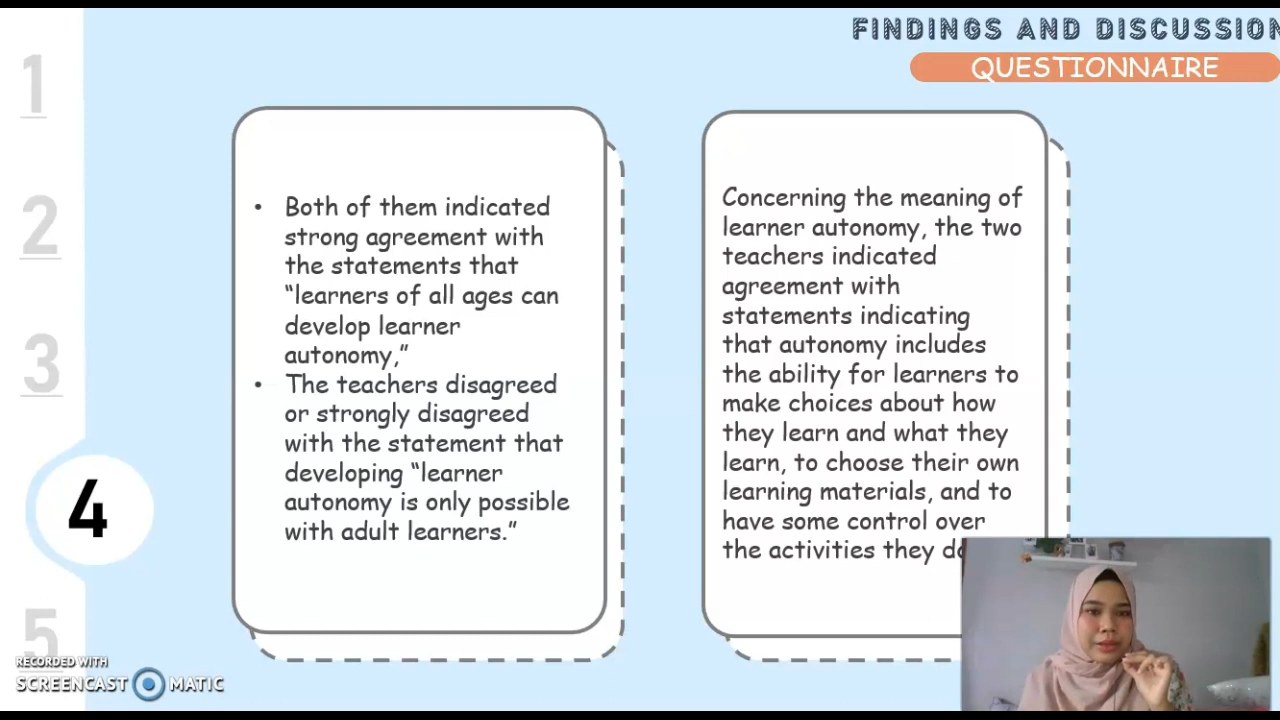 FINDINGS AND DISCUSSION
QUESTIONNAIRE
1
2
3
4
5
• Both of them indicated
strong agreement with
the statements that
“learners of all ages can
develop learner
autonomy,”
• The teachers disagreed
or strongly disagreed
with the statement that
developing “learner
autonomy is only possible
with adult learners.”
Concerning the meaning of
learner autonomy, the two
teachers indicated
agreement with
statements indicating
that autonomy includes
the ability for learners to
make choices about how
they learn and what they
learn, to choose their own
learning materials, and to
have some control over
the activities they
RECORDED WITH
SCREENCAST MATIC